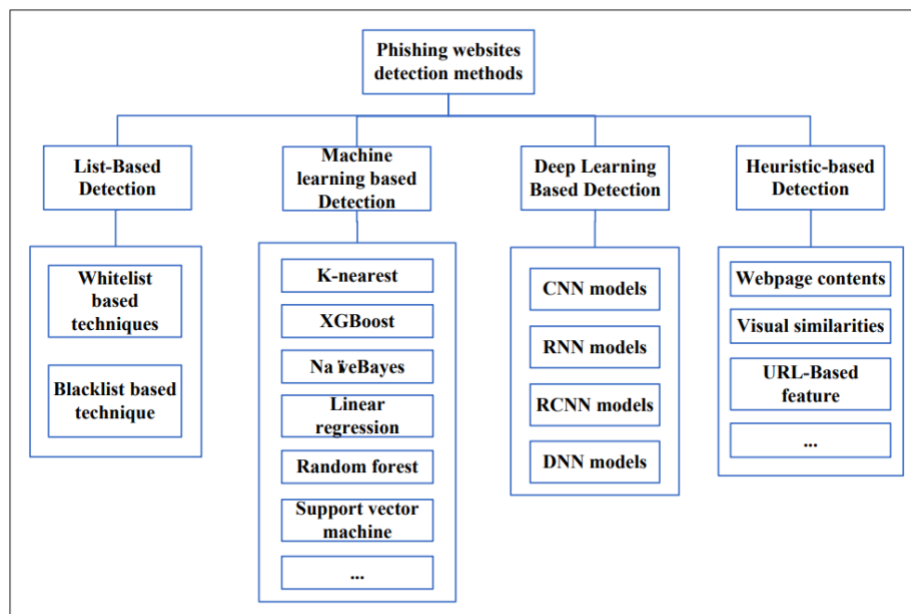 Phishing websites
detection methods
List-Based
Detection
Machine
learning based
Detection
Deep Learning
Based Detection
Heuristic-based
Detection
Whitelist
based
techniques
Blacklist based
technique
K-nearest
XGBoost
NaïveBayes
Linear
regression
Random forest
Support vector
machine
...
CNN models
RNN models
RCNN models
DNN models
Webpage contents
Visual similarities
URL-Based
feature
...